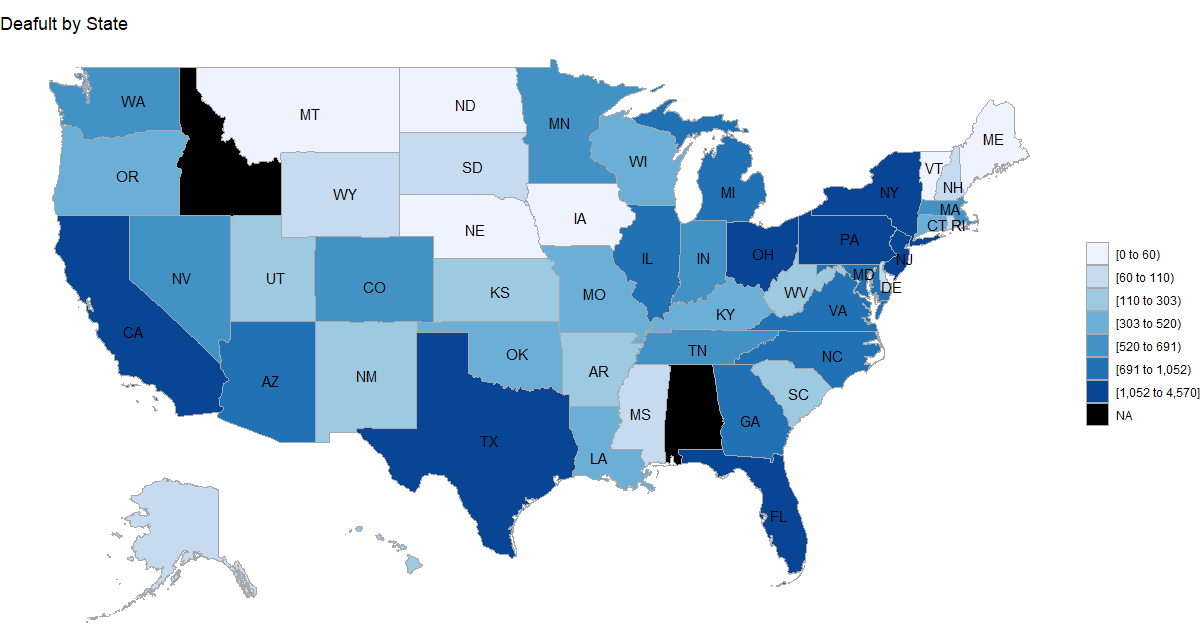 Deafult by State
WA
MT
ND
MN
ME
OR
SD
WI
VT
NH
WY
MI
NY
MA
NE
IA
CT RI
NV
UT
CO
KS
MO
IL
IN
OH
PA
NJ
MD
DE
WV
VA
KY
CA
AZ
NM
OK
AR
TN
NC
SC
MS
GA
TX
LA
FL
[0 to 60)
[60 to 110)
[110 to 303)
[303 to 520)
[520 to 691)
[691 to 1,052)
[1,052 to 4,570]
NA